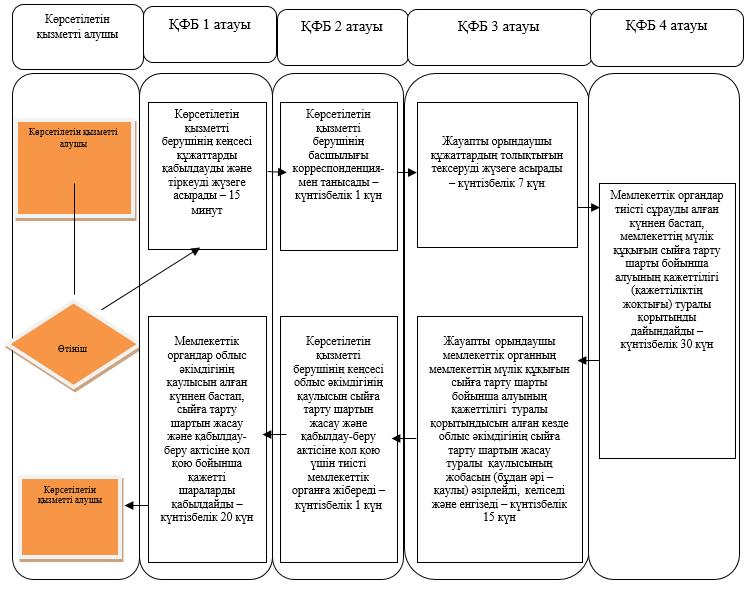 Көрсетілетін
қызметті алушы
ҚФБ 1 атауы
ҚФБ 2 атауы
ҚФБ 3 атауы
ҚФБ 4 атауы
Көрсетілетін қызметті
алушы
Өтініш
Көрсетілетін
қызметті алушы
Көрсетілетін
қызметті
берушінің кеңсесі
құжаттарды
қабылдауды және
тіркеуді жүзеге
асырады – 15
минут
Көрсетілетін
қызметті
берушінің
басшылығы
корреспонденция-
мен танысады –
күнтізбелік 1 күн
Жауапты орындаушы
құжаттардың толықтығын
тексеруді жүзеге асырады
– күнтізбелік 7 күн
Мемлекеттік органдар
тиісті сұрауды алған
күннен бастап,
мемлекеттің мүлік
құқығын сыйға тарту
шарты бойынша
алуының қажеттілігі
(қажеттіліктің
жоқтығы) туралы
қорытынды
дайындайды –
күнтізбелік 30 күн
Жауапты орындаушы
мемлекеттік органның
мемлекеттің мүлік құқығын
сыйға тарту шарты
бойынша алуының
қажеттілігі туралы
қорытындысын алған кезде
облыс әкімдігінің сыйға
тарту шартын жасау
туралы қаулысының
жобасын (бұдан әрі –
қаулы) әзірлейді, келіседі
және енгізеді – күнтізбелік
15 күн
Көрсетілетін
қызметті
берушінің кеңсесі
облыс әкімдігінің
қаулысын сыйға
тарту шартын
жасау және
қабылдау-беру
актісіне қол қою
үшін тиісті
мемлекеттік
органға жібереді –
күнтізбелік 1 күн
Мемлекеттік
органдар облыс
әкімдігінің
қаулысын алған
күннен бастап,
сыйға тарту
шартын жасау
және қабылдау-
беру актісіне қол
қою бойынша
қажетті
шараларды
қабылдайды –
күнтізбелік 20 күн